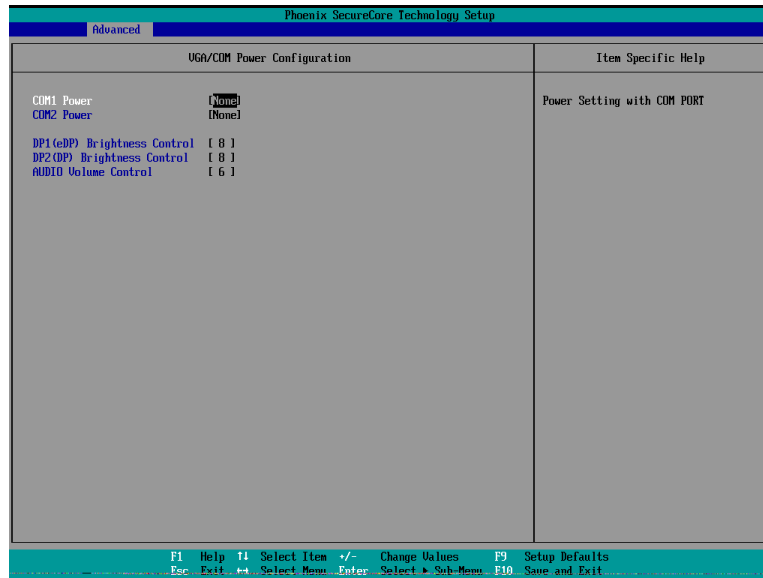 Phoenix SecureCore Technology Setup
Advanced
VGA/COM Power Configuration
Item Specific Help
COM1 Power [None]
Power Setting with COM PORT
COM2 Power [None]
DP1(eDP) Brightness Control [ 8 ]
DP2(DP) Brightness Control [ 8 ]
AUDIO Volume Control [ 6 ]
F1 Help ↑↓ Select Item +/- Change Values F9 Setup Defaults
Esc Exit ↔ Select Menu Enter Select ► Sub-Menu F10 Save and Exit